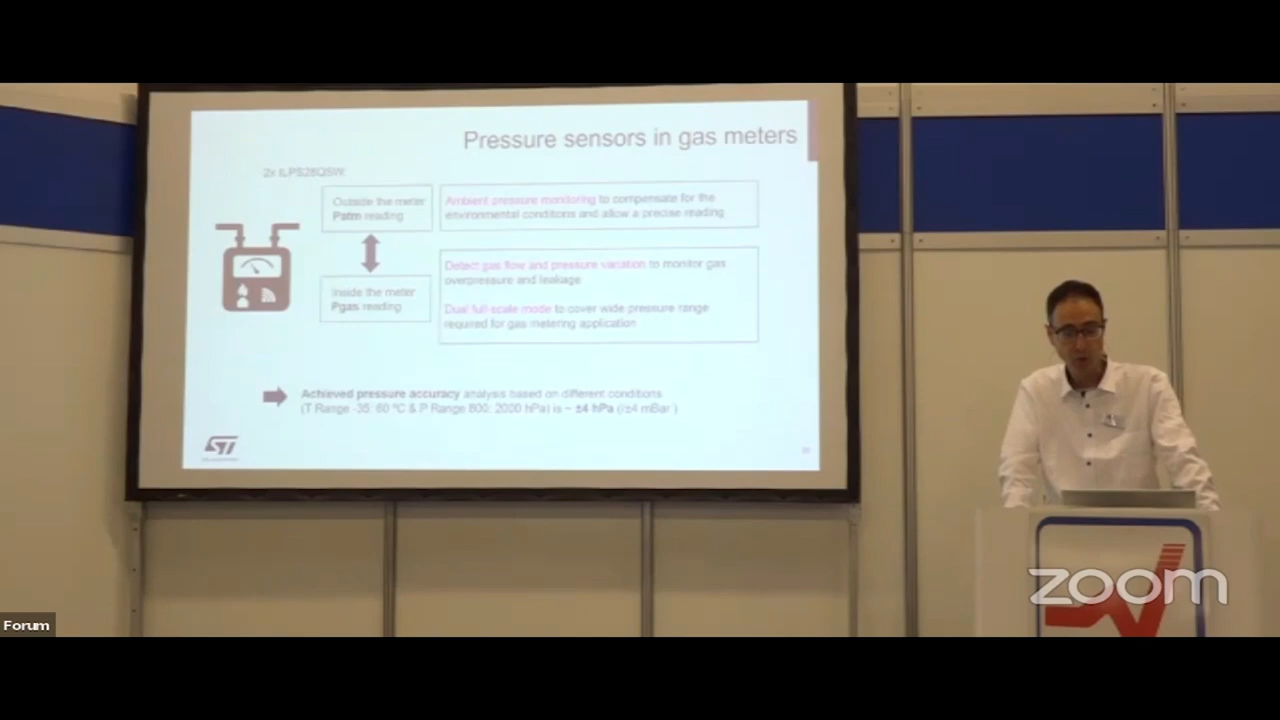 Pressure sensors in gas meters
2x ILPS28QSW
Outside the meter
Patm reading
Ambient pressure monitoring to compensate for the
environmental conditions and allow a precise reading
Inside the meter
Pgas reading
Detect gas flow and pressure variation to monitor gas
overpressure and leakage
Dual full-scale mode to cover wide pressure range
required for gas metering application
Achieved pressure accuracy analysis based on different conditions
(T Range -35: 60 ºC & P Range 800: 2000 hPa) is ~ ±4 hPa (/±4 mBar )
ST
zoom
Forum